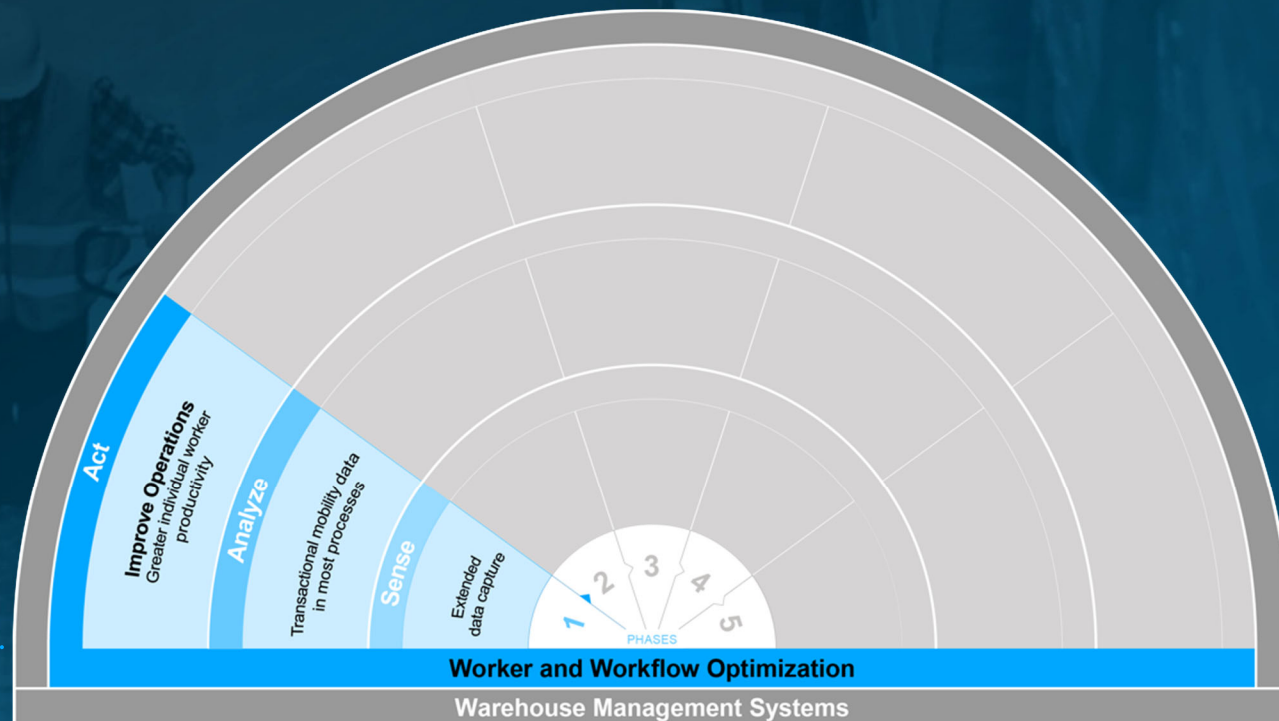 Act
Improve Operations
Greater individual worker
productivity
Analyze
Transactional mobility data
in most processes
Sense
Extended
data capture
1
2
3
4
5
PHASES
Worker and Workflow Optimization
Warehouse Management Systems